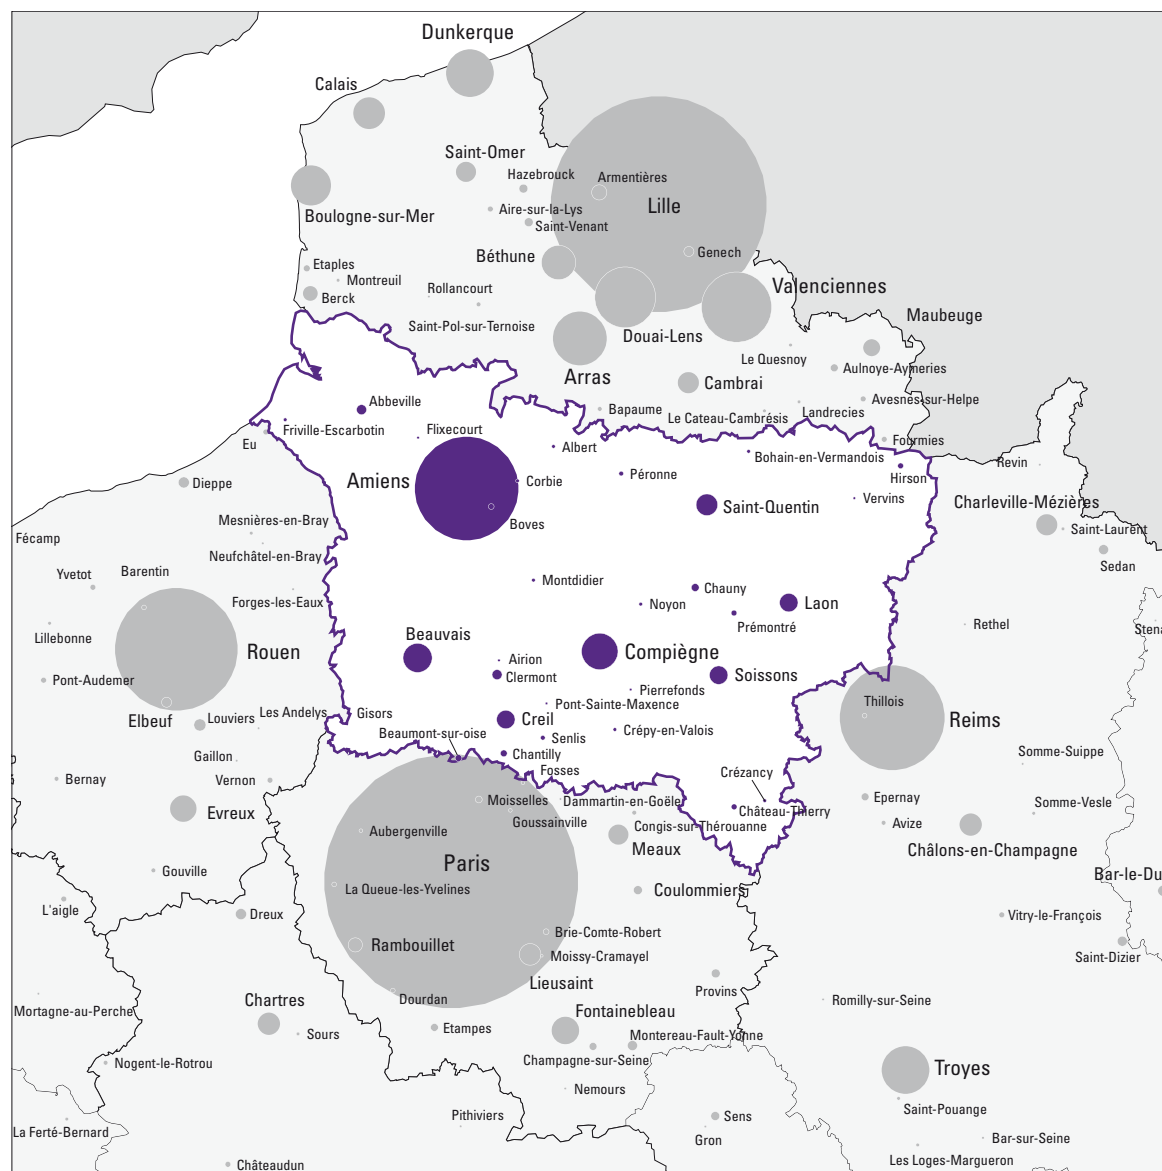 Dunkerque
Calais
Saint-Omer
Hazebrouck
Armentières
Lille
Aire-sur-la-Lys
Boulogne-sur-Mer
Saint-Venant
Béthune
Genech
Etaples
Montreuil
Rollancourt
Berck
Valenciennes
Saint-Pol-sur-Ternoise
Douai-Lens
Maubeuge
Le Quesnoy
Arras
Cambrai
Aulnoye-Aymeries
Abbeville
Bapaume
Le Cateau-Cambrésis
Landrecies
Avesnes-sur-Helpe
Friville-Escarbotin
Flixecourt
Eu
Albert
Fourmies
Bohain-en-Vermandois
Revin
Amiens
Corbie
Péronne
Hirson
Dieppe
Vervins
Charleville-Mézières
Saint-Quentin
Mesnières-en-Bray
Boves
Saint-Laurent
Fécamp
Neufchâtel-en-Bray
Sedan
Yvetot
Barentin
Montdidier
Chauny
Forges-les-Eaux
Noyon
Laon
Prémontré
Rethel
Stena
Lillebonne
Beauvais
Rouen
Compiègne
Airion
Clermont
Soissons
Pont-Audemer
Pierrefonds
Thillois
Pont-Sainte-Maxence
Elbeuf
Louviers
Les Andelys
Gisors
Creil
Reims
Beaumont-sur-oise
Senlis
Crépy-en-Valois
Gaillon
Chantilly
Somme-Suippe
Bernay
Vernon
Fosses
Crézancy
Moisselles
Dammartin-en-Goële
Epernay
Somme-Vesle
Evreux
Goussainville
Château-Thierry
Aubergenville
Congis-sur-Thérouanne
Avize
Meaux
Châlons-en-Champagne
Paris
Gouville
La Queue-les-Yvelines
Coulommiers
Bar-le-Du
L'aigle
Dreux
Vitry-le-François
Brie-Comte-Robert
Rambouillet
Moissy-Cramayel
Saint-Dizier
Lieusaint
Provins
Mortagne-au-Perche
Chartres
Dourdan
Romilly-sur-Seine
Fontainebleau
Sours
Etampes
Montereau-Fault-Yonne
Nogent-le-Rotrou
Champagne-sur-Seine
Troyes
Nemours
Saint-Pouange
La Ferté-Bernard
Pithiviers
Sens
Gron
Bar-sur-Seine
Châteaudun
Les Loges-Margueron